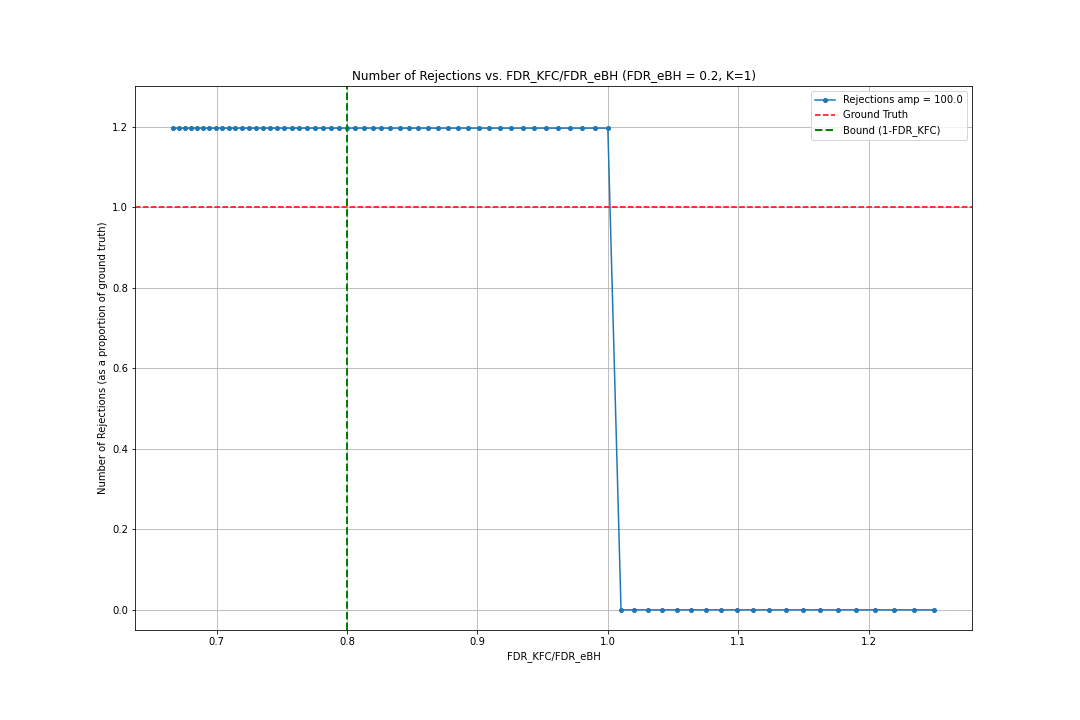 Number of Rejections vs. FDR_KFC/FDR_eBH (FDR_eBH = 0.2, K=1)
Rejections amp = 100.0
Ground Truth
Bound (1-FDR_KFC)
Number of Rejections (as a proportion of ground truth)
1.2
1.0
0.8
0.6
0.4
0.2
0.0
0.7 0.8 0.9 1.0 1.1 1.2
FDR_KFC/FDR_eBH